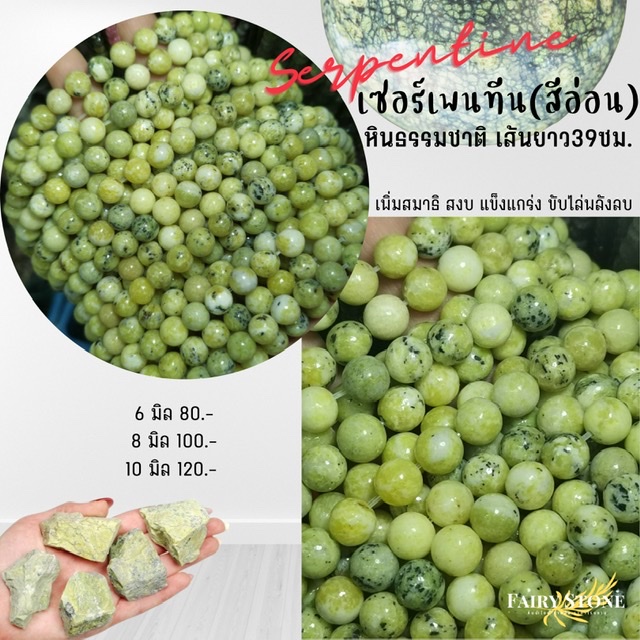 Serpentine
เซอร์เพนทีน(สีอ่อน)
หินธรรมชาติ เส้นยาว39ซม.
เพิ่มสมาธิ สงบ แข็งแกร่ง ขับไล่พลังลบ
6 มิล 80.-
8 มิล 100.-
10 มิล 120.-
FAIRY STONE